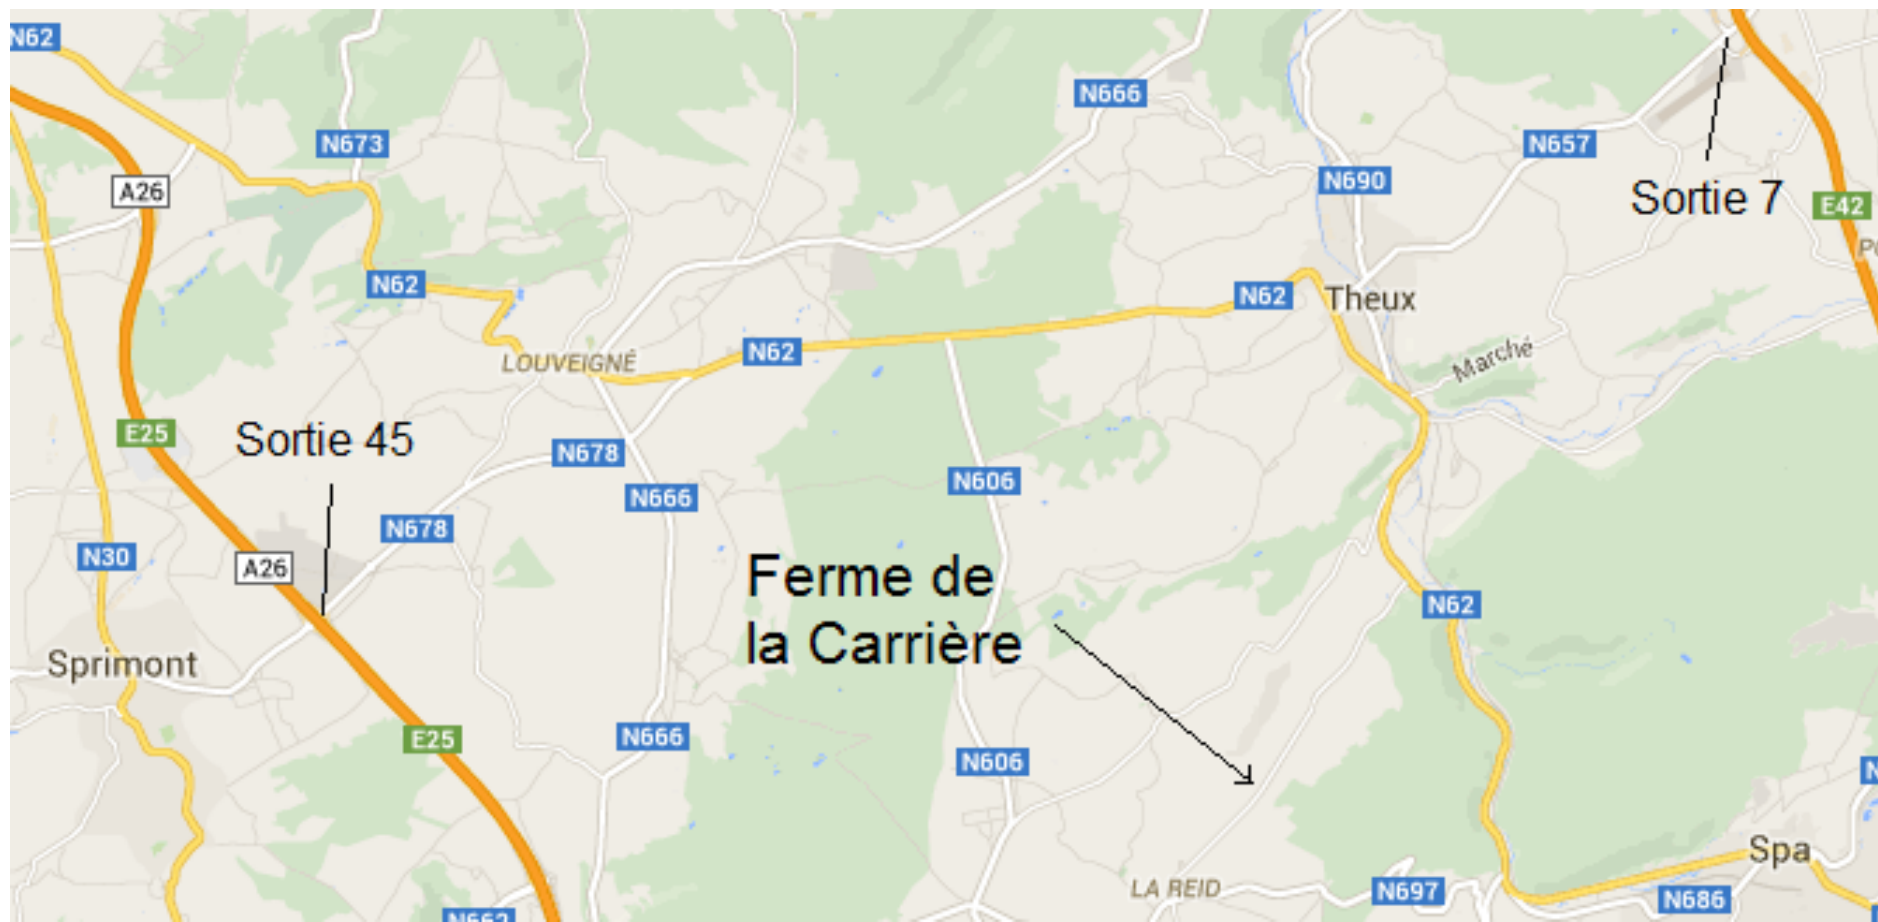 N62
N666
N673
N657
A26
N690
Sortie 7
E42
N62
N62
Theux
LOUVEIGNÉ
N62
Marché
E25
Sortie 45
N678
N606
N666
N678
N30
A26
Ferme de
la Carrière
N62
Sprimont
E25
N666
N606
Spa
LA REID
N697
N686
N662